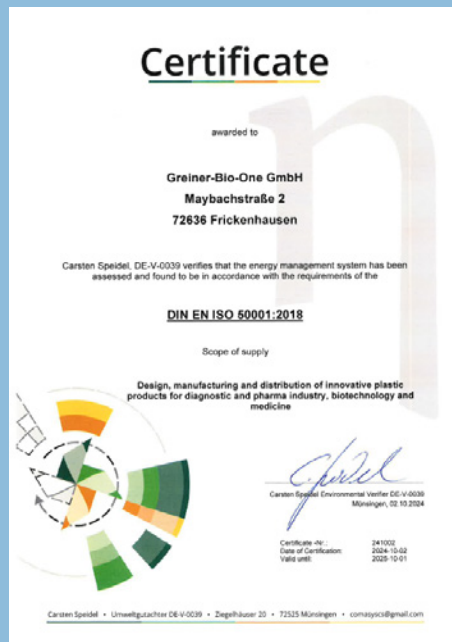 Certificate
awarded to
Greiner-Bio-One GmbH
Maybachstraße 2
72636 Frickenhausen
Carsten Speidel, DE-V-0039 verifies that the energy management system has been
assessed and found to be in accordance with the requirements of the
DIN EN ISO 50001:2018
Scope of supply
Design, manufacturing and distribution of innovative plastic
products for diagnostic and pharma industry, biotechnology and
medicine
Carsten Speidel Environmental Verifier DE-V-0039
Münsingen, 02.10.2024
Certificate -Nr.: 241002
Date of Certification: 2024-10-02
Valid until: 2025-10-01
Carsten Speidel • Umweltgutachter DE-V-0039 • Ziegelhäuser 20 • 72525 Münsingen • comasyscs@gmail.com